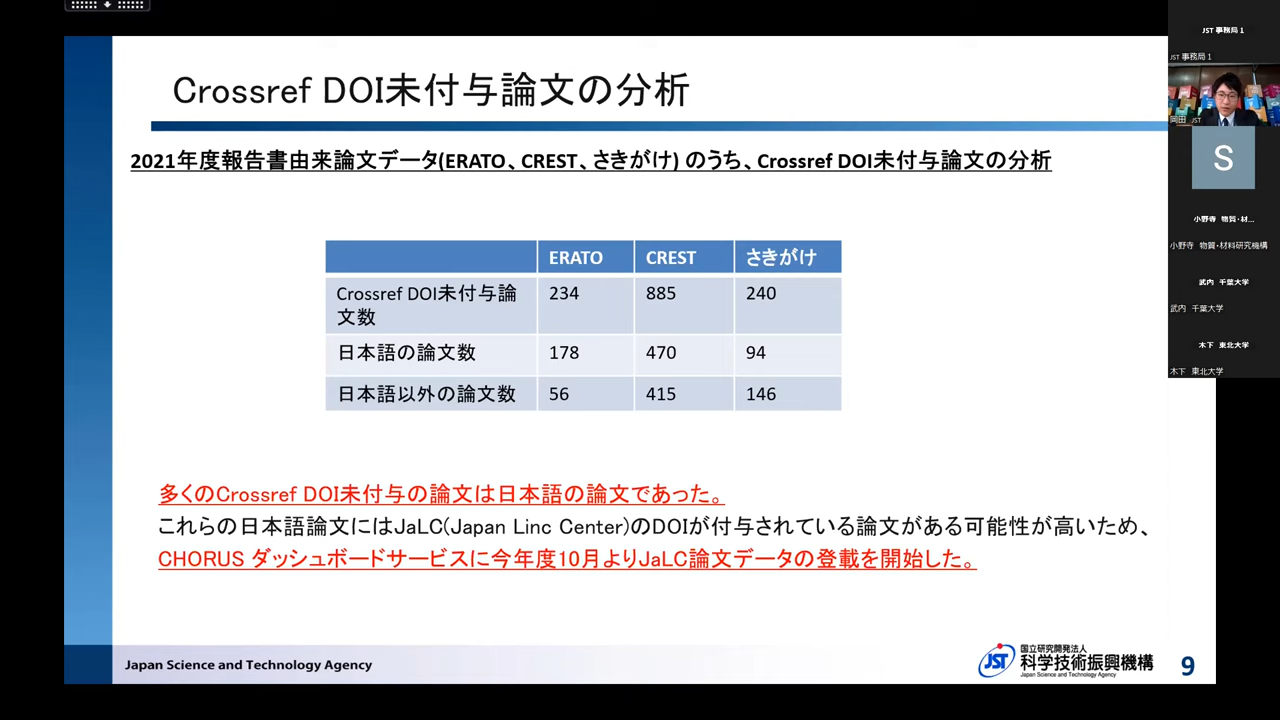 Crossref DOI未付与論文の分析
2021年度報告書由来論文データ(ERATO、CREST、さきがけ) のうち、Crossref DOI未付与論文の分析
ERATO CREST さきがけ
Crossref DOI未付与論
文数 234 885 240
日本語の論文数 178 470 94
日本語以外の論文数 56 415 146
多くのCrossref DOI未付与の論文は日本語の論文であった。
これらの日本語論文にはJaLC(Japan Linc Center)のDOIが付与されている論文がある可能性が高いため、
CHORUS ダッシュボードサービスに今年度10月よりJaLC論文データの登載を開始した。
Japan Science and Technology Agency
JST
国立研究開発法人
科学技術振興機構
Japan Science and Technology Agency
9
JST 事務局 1
JST 事務局 1
岡田 JST
S
小野寺 物質・材...
小野寺 物質・材料研究機構
武内 千葉大学
武内 千葉大学
木下 東北大学
木下 東北大学